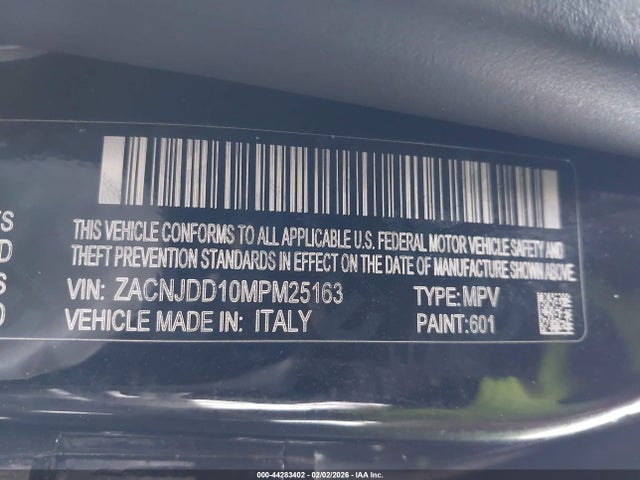 TS
THIS VEHICLE CONFORMS TO ALL APPLICABLE U.S. FEDERAL MOTOR VEHICLE SAFETY AND
D
THEFT PREVENTION STANDARDS IN EFFECT ON THE DATE OF MANUFACTURE SHOWN ABOVE.
S
VIN: ZACNJDD10MPM25163 TYPE:MPV
D
VEHICLE MADE IN: ITALY PAINT:601
000-44283402 - 02/02/2026 - IAA Inc.